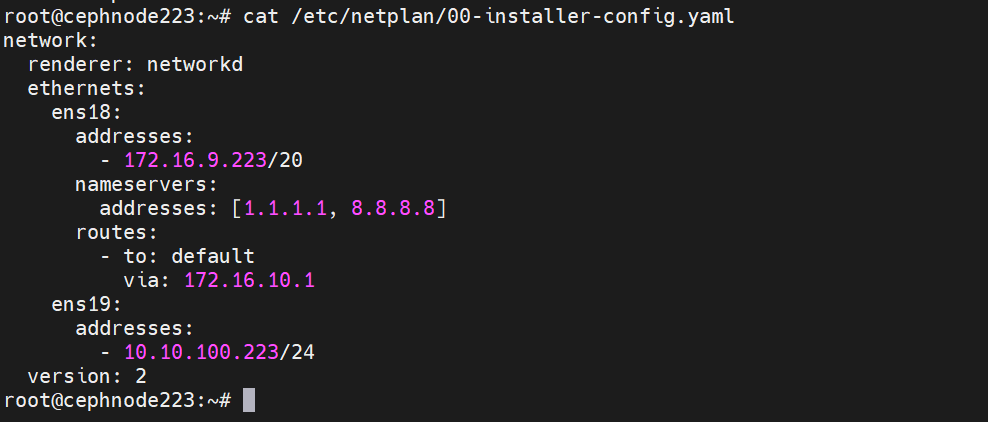 root@cephnode223:~# cat /etc/netplan/00-installer-config.yaml
network:
  renderer: networkd
  ethernets:
    ens18:
      addresses:
        - 172.16.9.223/20
      nameservers:
        addresses: [1.1.1.1, 8.8.8.8]
      routes:
        - to: default
          via: 172.16.10.1
    ens19:
      addresses:
        - 10.10.100.223/24
  version: 2
root@cephnode223:~#